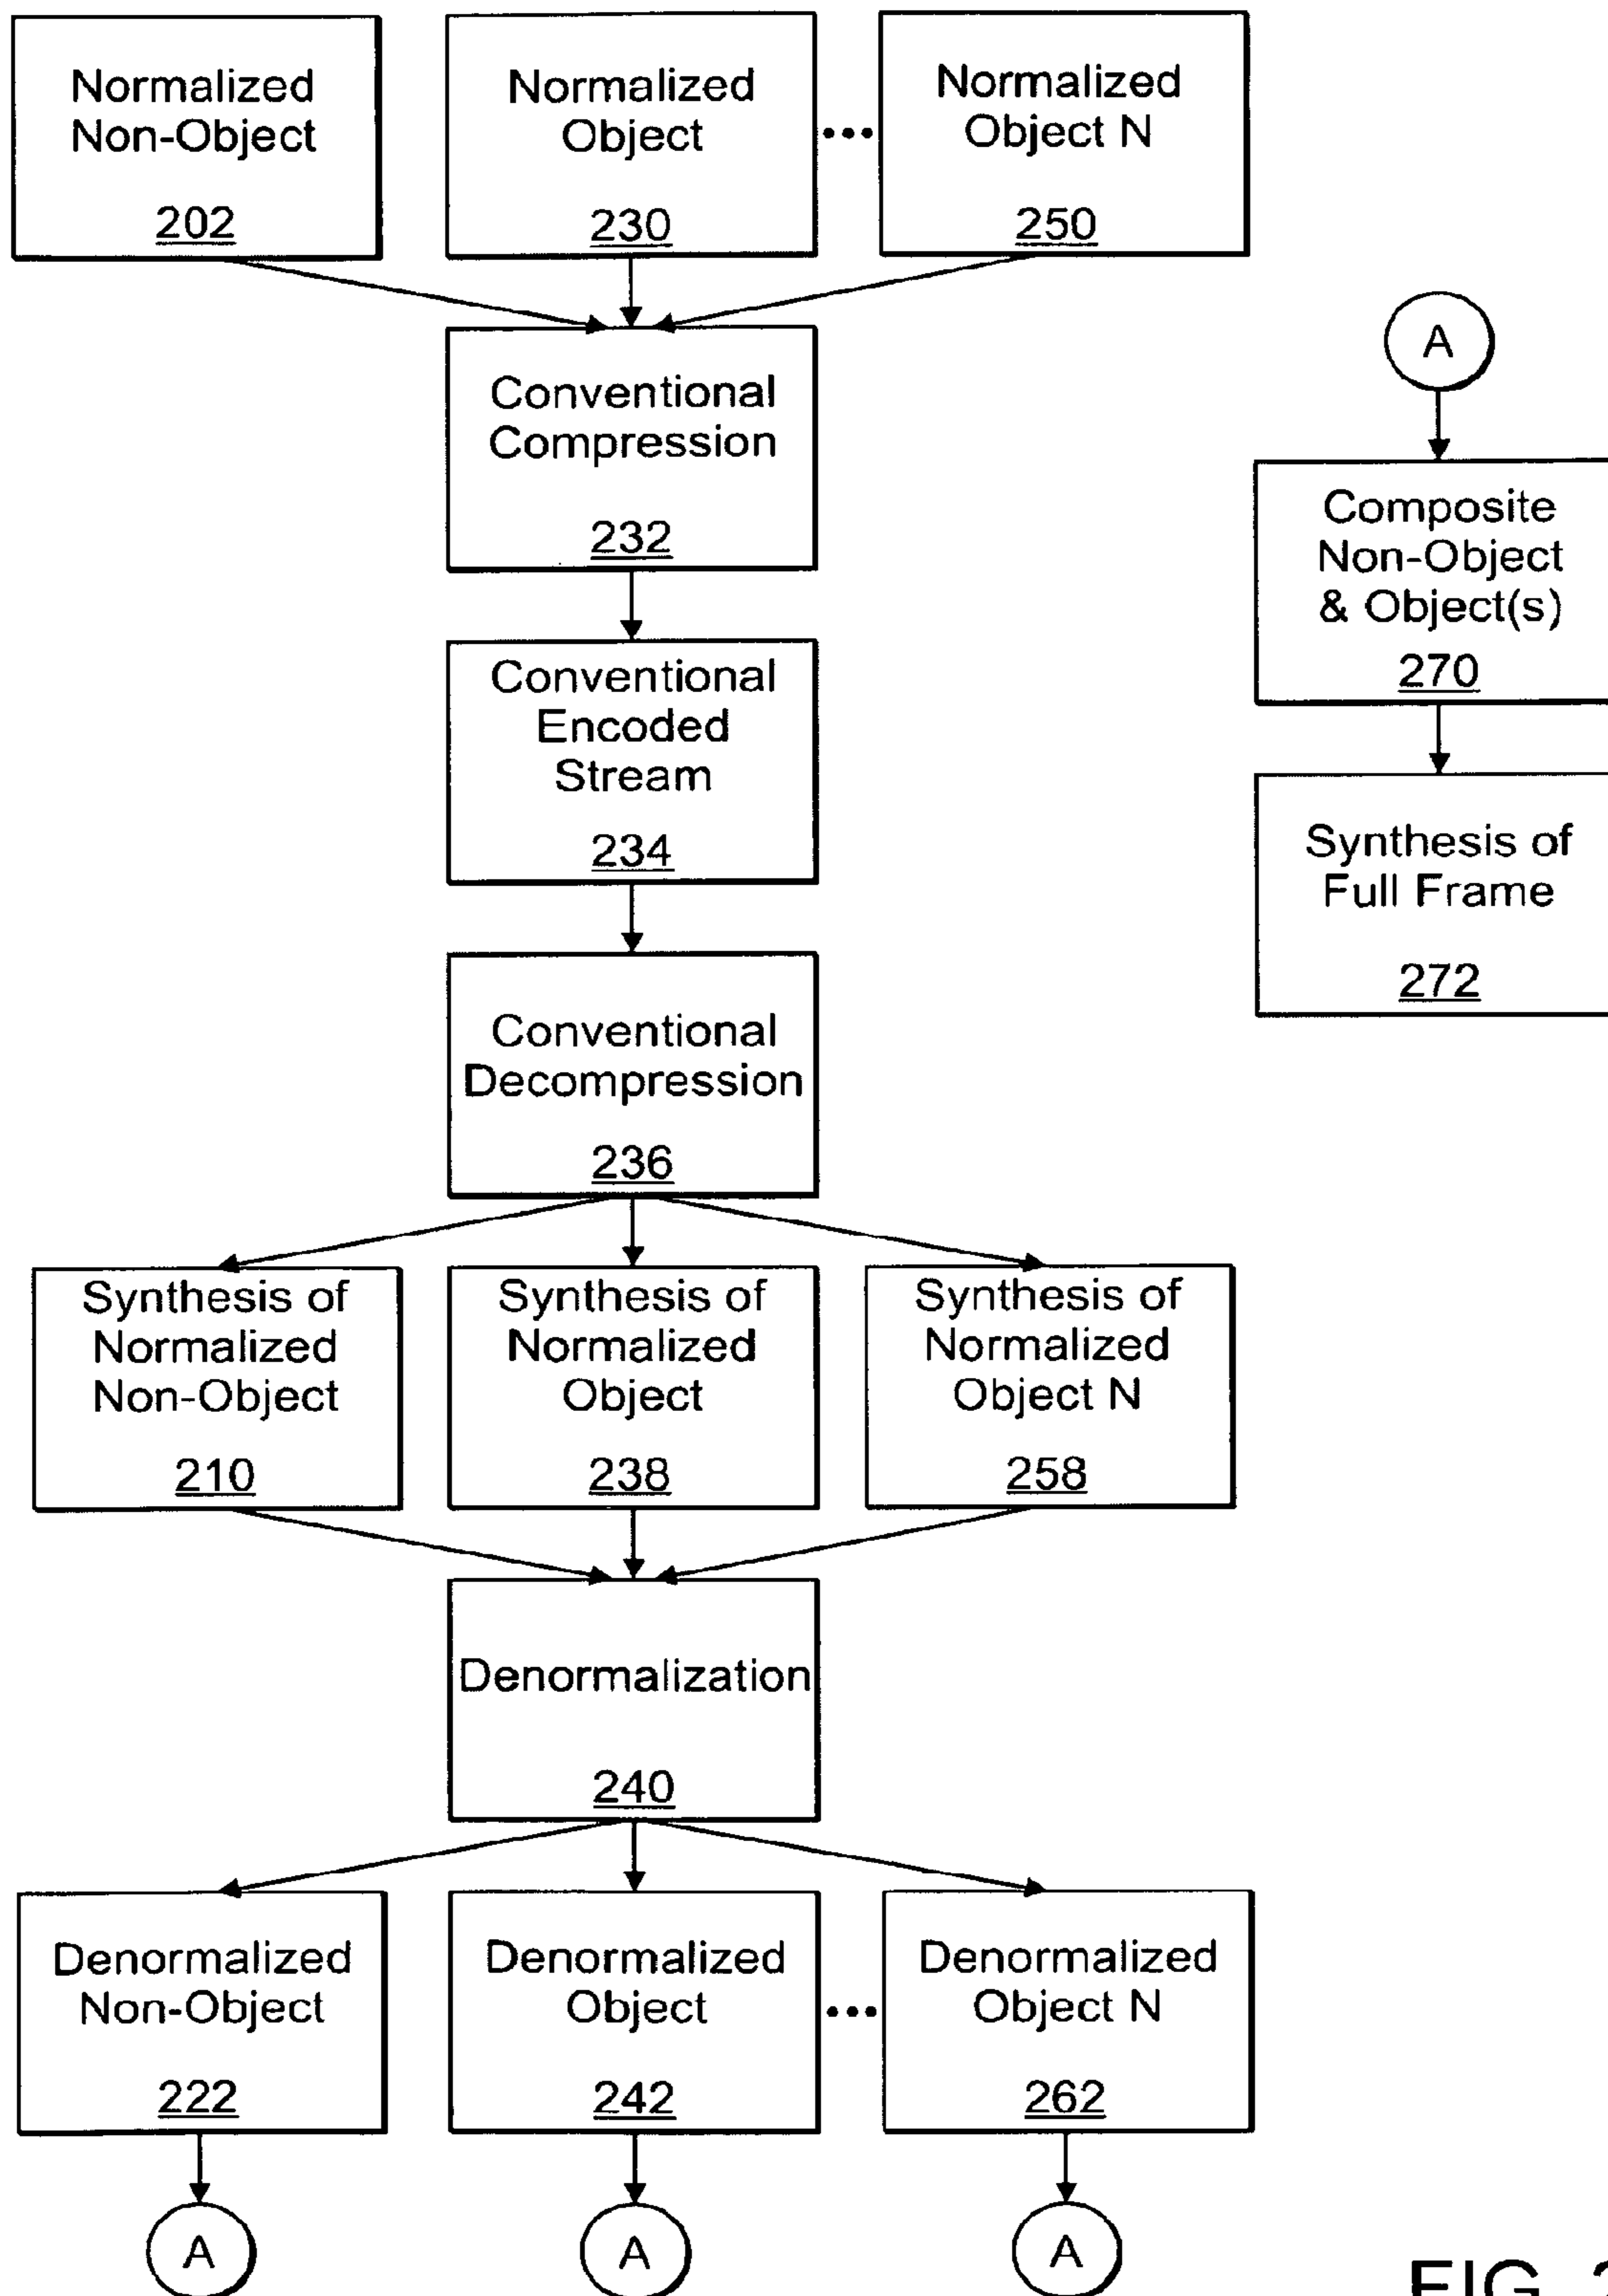 Normalized
Non-Object
202
Normalized
Object
230
Normalized
Object N
250
Conventional
Compression
232
Conventional
Encoded
Stream
234
Conventional
Decompression
236
Synthesis of
Normalized
Non-Object
210
Synthesis of
Normalized
Object
238
Synthesis of
Normalized
Object N
258
Denormalization
240
Denormalized
Non-Object
222
Denormalized
Object
242
Denormalized
Object N
262
A
A
A
A
Composite
Non-Object
& Object(s)
270
Synthesis of
Full Frame
272
FIG.